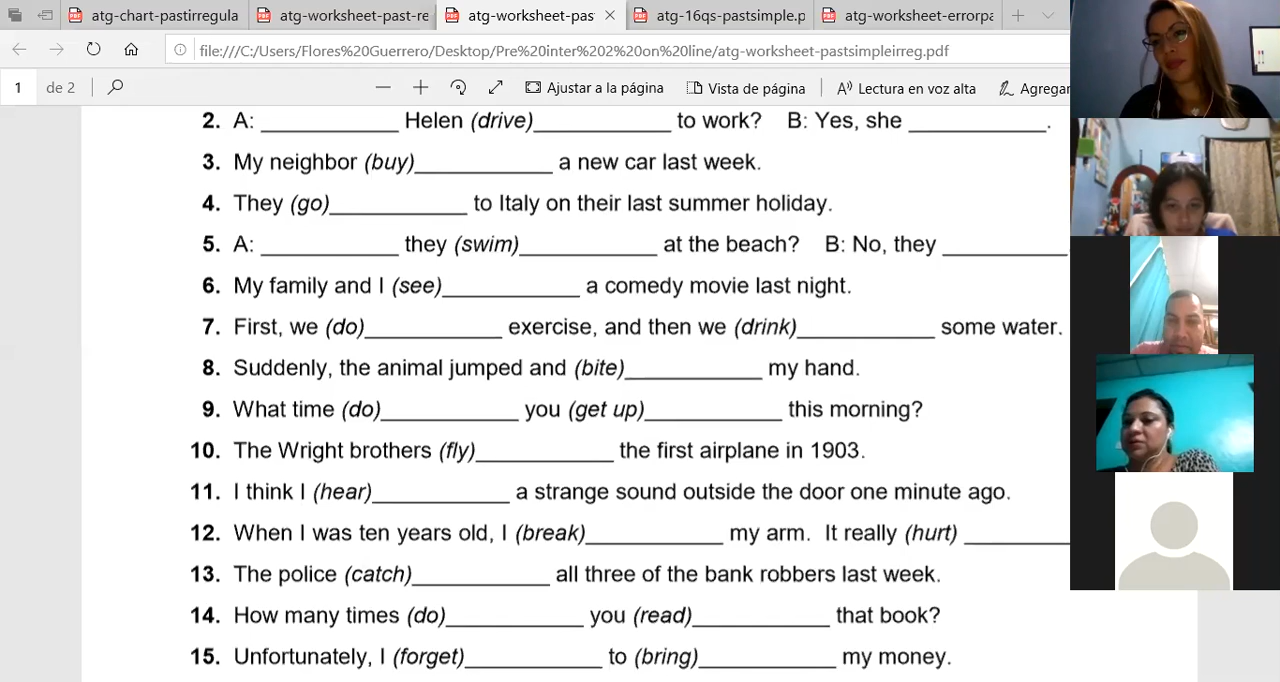 atg-chart-pastirregula atg-worksheet-past-re atg-worksheet-pas atg-16qs-pastsimple.p atg-worksheet-errorpa
file:///C:/Users/Flores%20Guerrero/Desktop/Pre%20inter%202%20on%20line/atg-worksheet-pastsimpleirreg.pdf
1 de 2 Ajustar a la página Vista de página Lectura en voz alta Agregar
2. A: ____________ Helen (drive)____________ to work? B: Yes, she ____________.
3. My neighbor (buy)____________ a new car last week.
4. They (go)____________ to Italy on their last summer holiday.
5. A: ____________ they (swim)____________ at the beach? B: No, they ___________
6. My family and I (see)____________ a comedy movie last night.
7. First, we (do)____________ exercise, and then we (drink)____________ some water.
8. Suddenly, the animal jumped and (bite)____________ my hand.
9. What time (do)____________ you (get up)____________ this morning?
10. The Wright brothers (fly)____________ the first airplane in 1903.
11. I think I (hear)____________ a strange sound outside the door one minute ago.
12. When I was ten years old, I (break)____________ my arm. It really (hurt) _________
13. The police (catch)____________ all three of the bank robbers last week.
14. How many times (do)____________ you (read)____________ that book?
15. Unfortunately, I (forget)____________ to (bring)____________ my money.